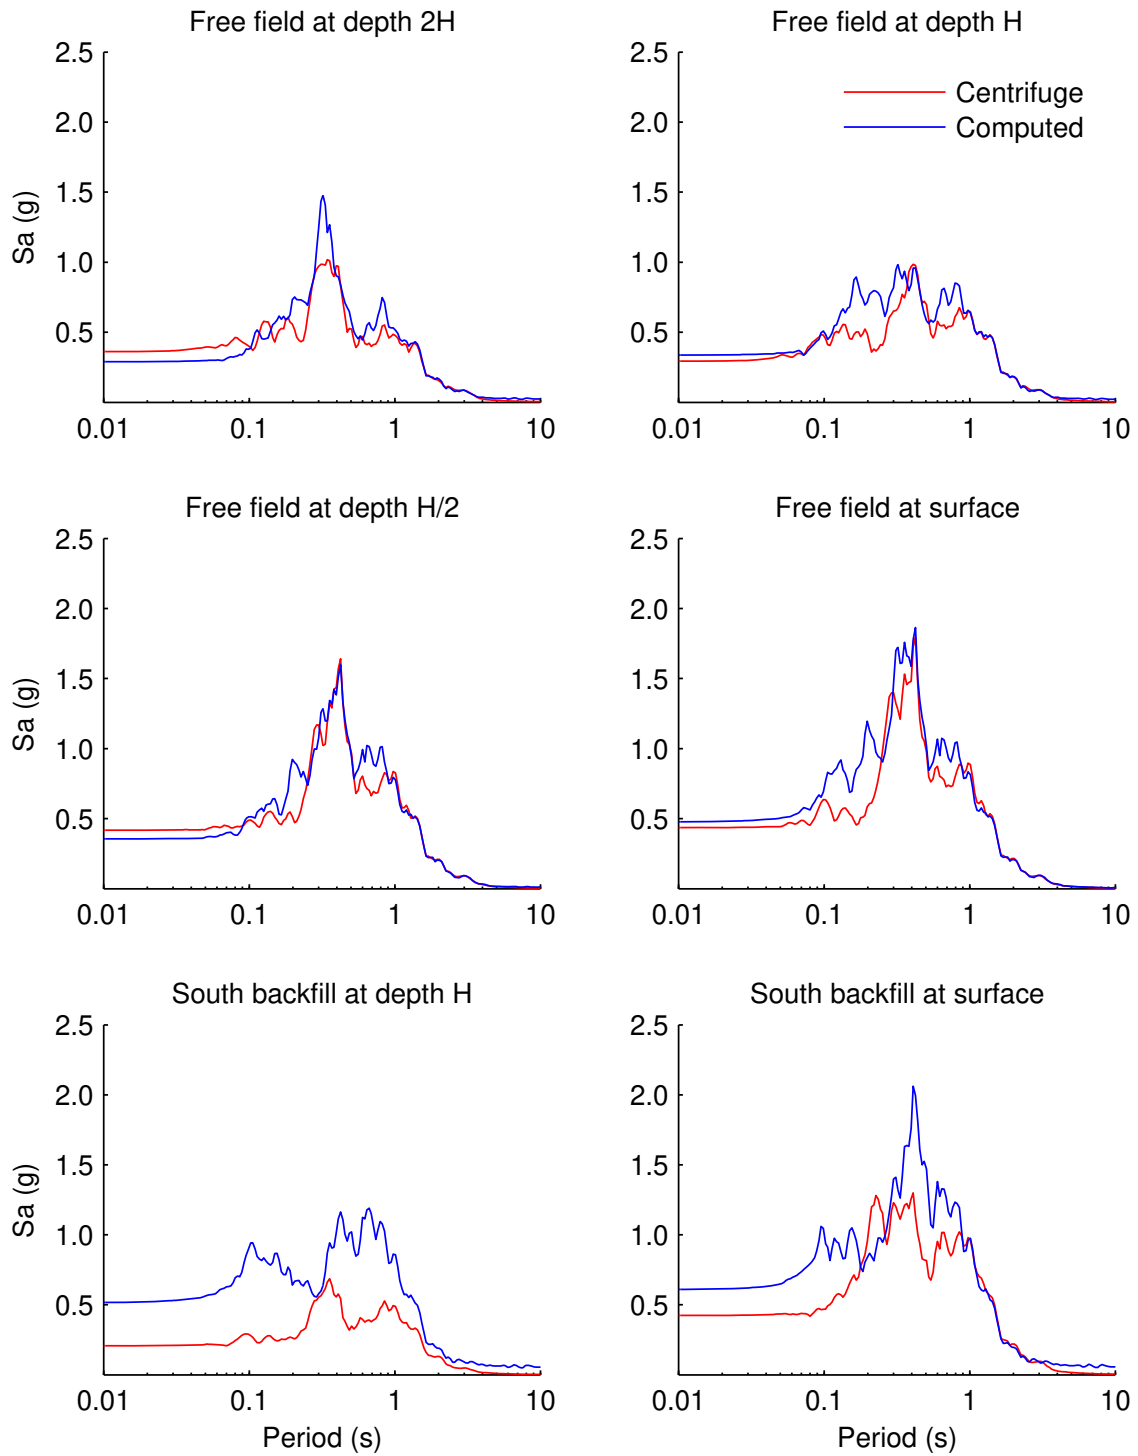 Free field at depth 2H
Sa (g)
2.5
2.0
1.5
1.0
0.5
0.01 0.1 1 10
Free field at depth H
Centrifuge
Computed
2.5
2.0
1.5
1.0
0.5
0.01 0.1 1 10
Free field at depth H/2
Sa (g)
2.5
2.0
1.5
1.0
0.5
0.01 0.1 1 10
Free field at surface
2.5
2.0
1.5
1.0
0.5
0.01 0.1 1 10
South backfill at depth H
Sa (g)
2.5
2.0
1.5
1.0
0.5
0.01 0.1 1 10
Period (s)
South backfill at surface
2.5
2.0
1.5
1.0
0.5
0.01 0.1 1 10
Period (s)